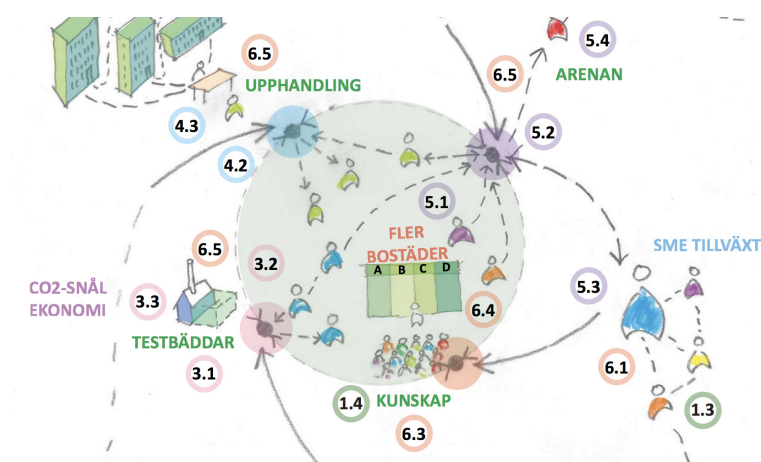 6.5
5.4
UPPHANDLING
6.5
ARENAN
4.3
5.2
4.2
5.1
FLER
BOSTÄDER
A B C D
SME TILLVÄXT
6.5
3.2
CO2-SNÅL
EKONOMI
3.3
5.3
6.4
TESTBÄDDAR
3.1
6.1
1.4
KUNSKAP
1.3
6.3